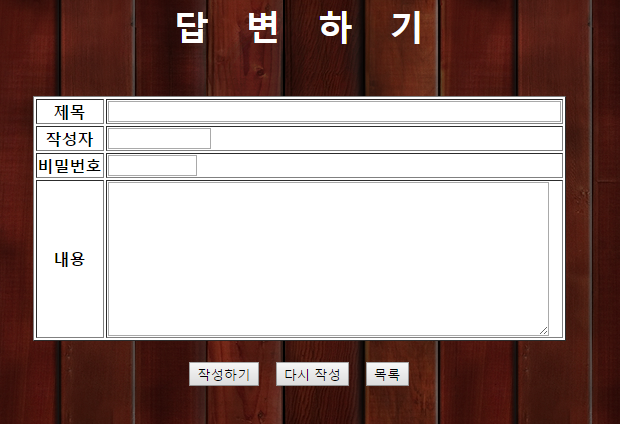 답 변 하 기
제목
작성자
비밀번호
내용
작성하기 다시 작성 목록